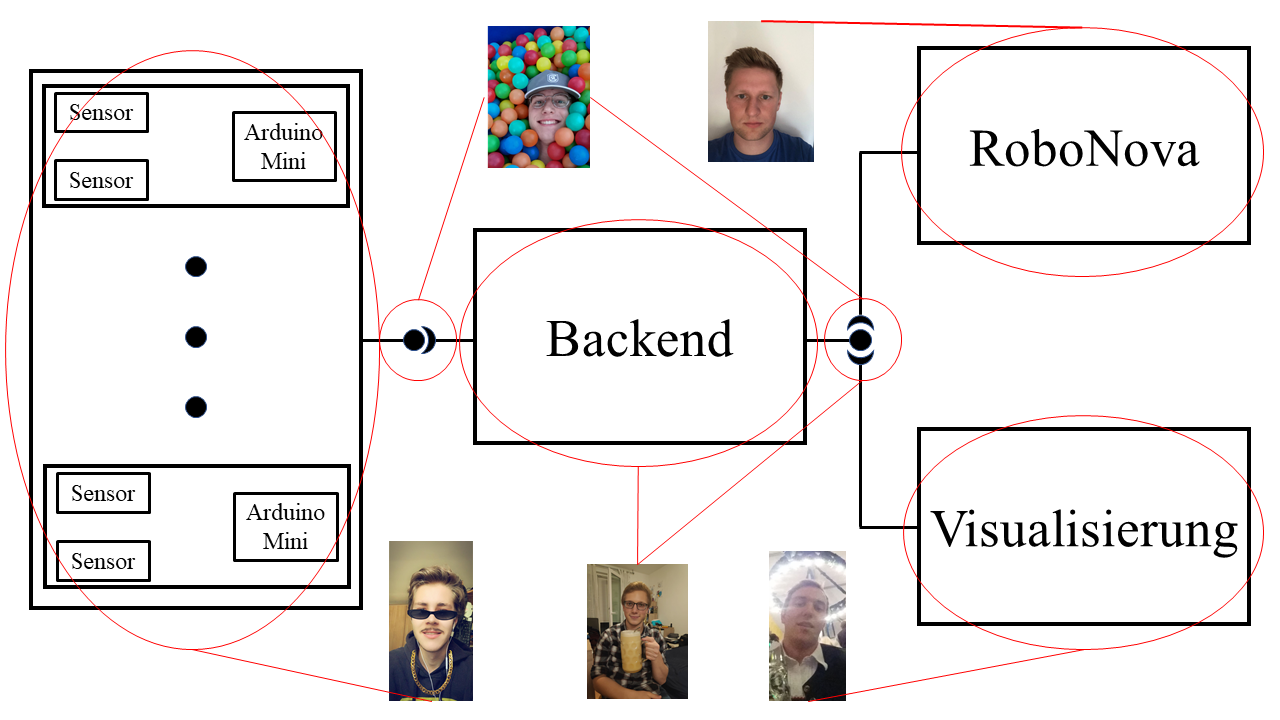 Sensor
Sensor
Arduino
Mini
Sensor
Sensor
Arduino
Mini
Backend
RoboNova
Visualisierung